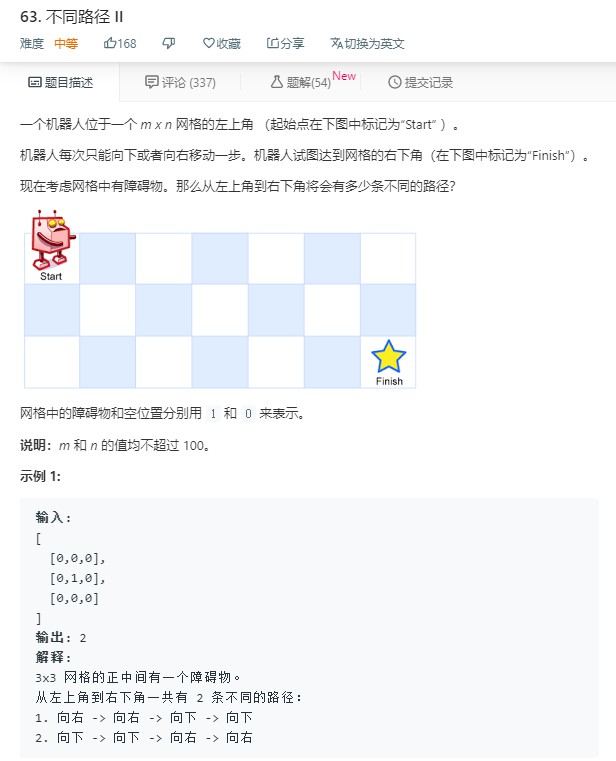 63. 不同路径 II
难度 中等 168 收藏 分享 切换为英文
题目描述 评论 (337) 题解(54) New 提交记录
一个机器人位于一个 m x n 网格的左上角 （起始点在下图中标记为“Start” ）。
机器人每次只能向下或者向右移动一步。机器人试图达到网格的右下角（在下图中标记为“Finish”）。
现在考虑网格中有障碍物。那么从左上角到右下角将会有多少条不同的路径？
Start
Finish
网格中的障碍物和空位置分别用 1 和 0 来表示。
说明：m 和 n 的值均不超过 100。
示例 1:
输入:
[
  [0,0,0],
  [0,1,0],
  [0,0,0]
]
输出: 2
解释:
3x3 网格的正中间有一个障碍物。
从左上角到右下角一共有 2 条不同的路径:
1. 向右 -> 向右 -> 向下 -> 向下
2. 向下 -> 向下 -> 向右 -> 向右